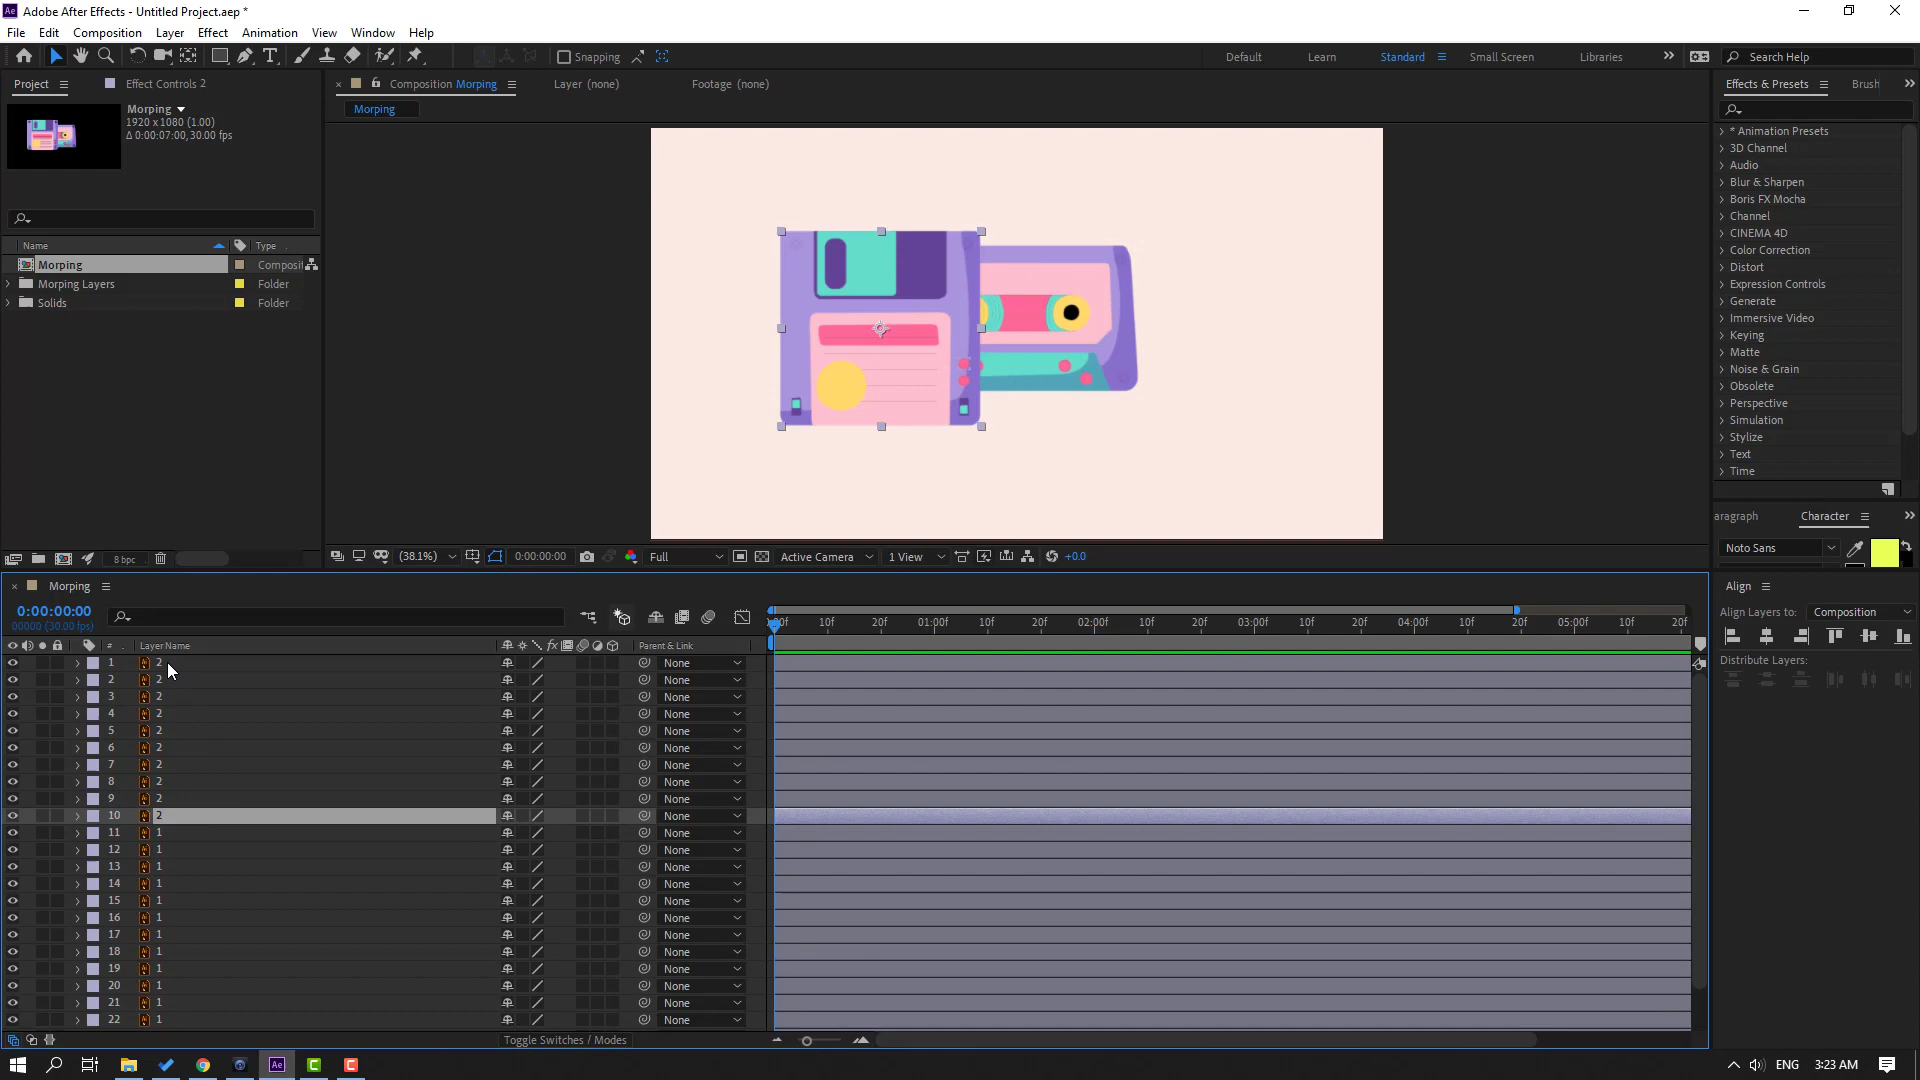 Adobe After Effects - Untitled Project.aep *
File Edit Composition Layer Effect Animation View Window Help
Snapping
Default Learn Standard Small Screen Libraries
Search Help
Project
Effect Controls 2
Morping
1920 x 1080 (1.00)
Δ 0:00:07:00, 30.00 fps
Name Type
Morping Composit
Morping Layers Folder
Solids Folder
8 bpc
Composition Morping
Layer (none)
Footage (none)
Morping
(38.1%) 0:00:00:00 Full Active Camera 1 View +0.0
Effects & Presets Brush
* Animation Presets
3D Channel
Audio
Blur & Sharpen
Boris FX Mocha
Channel
CINEMA 4D
Color Correction
Distort
Expression Controls
Generate
Immersive Video
Keying
Matte
Noise & Grain
Obsolete
Perspective
Simulation
Stylize
Text
Time
aragraph Character
Noto Sans
Align
Align Layers to: Composition
Distribute Layers:
Morping
0:00:00:00
00000 (30.00 fps)
# Layer Name Parent & Link
:00f 10f 20f 01:00f 10f 20f 02:00f 10f 20f 03:00f 10f 20f 04:00f 10f 20f 05:00f 10f 20f
1 2 None
2 2 None
3 2 None
4 2 None
5 2 None
6 2 None
7 2 None
8 2 None
9 2 None
10 2 None
11 1 None
12 1 None
13 1 None
14 1 None
15 1 None
16 1 None
17 1 None
18 1 None
19 1 None
20 1 None
21 1 None
22 1 None
Toggle Switches / Modes
Ae
ENG 3:23 AM